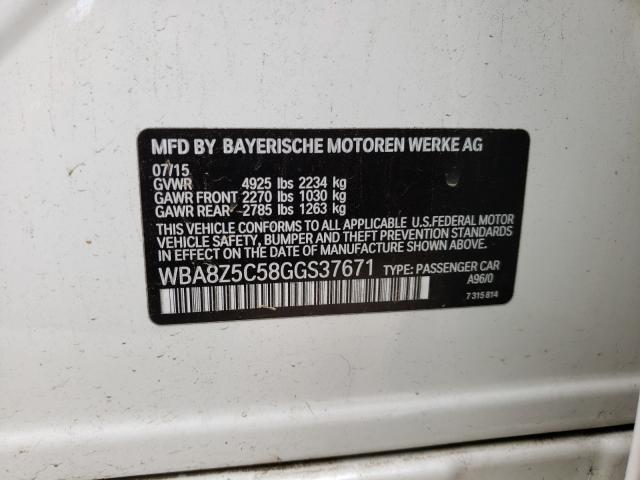 MFD BY BAYERISCHE MOTOREN WERKE AG
07/15
GVWR 4925 lbs 2234 kg
GAWR FRONT 2270 lbs 1030 kg
GAWR REAR 2785 lbs 1263 kg
THIS VEHICLE CONFORMS TO ALL APPLICABLE U.S.FEDERAL MOTOR
VEHICLE SAFETY, BUMPER AND THEFT PREVENTION STANDARDS
IN EFFECT ON THE DATE OF MANUFACTURE SHOWN ABOVE.
WBA8Z5C58GGS37671 TYPE: PASSENGER CAR
A96/0
7 315 814